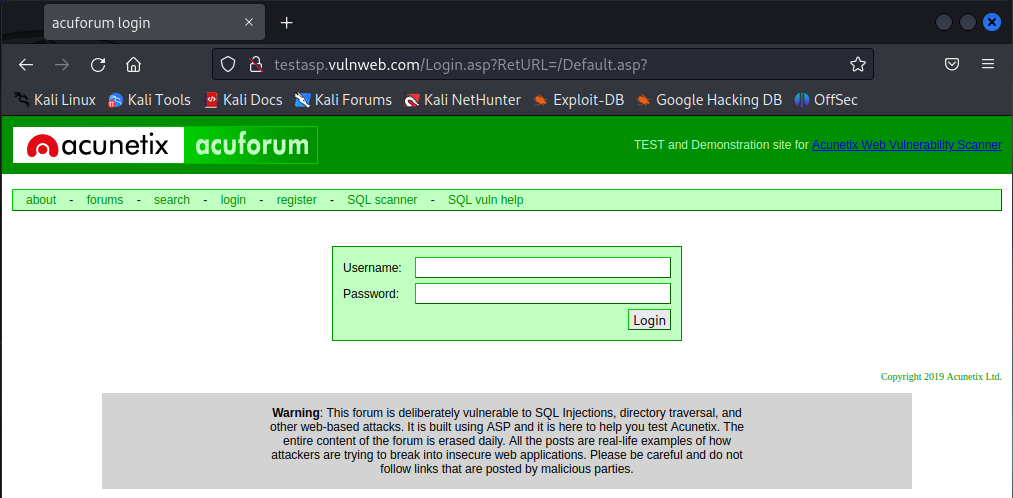 acuforum login
testasp.vulnweb.com/Login.asp?RetURL=/Default.asp?
Kali Linux Kali Tools Kali Docs Kali Forums Kali NetHunter Exploit-DB Google Hacking DB OffSec
acunetix acuforum
TEST and Demonstration site for Acunetix Web Vulnerability Scanner
about - forums - search - login - register - SQL scanner - SQL vuln help
Username:
Password:
Login
Copyright 2019 Acunetix Ltd.
Warning: This forum is deliberately vulnerable to SQL Injections, directory traversal, and
other web-based attacks. It is built using ASP and it is here to help you test Acunetix. The
entire content of the forum is erased daily. All the posts are real-life examples of how
attackers are trying to break into insecure web applications. Please be careful and do not
follow links that are posted by malicious parties.